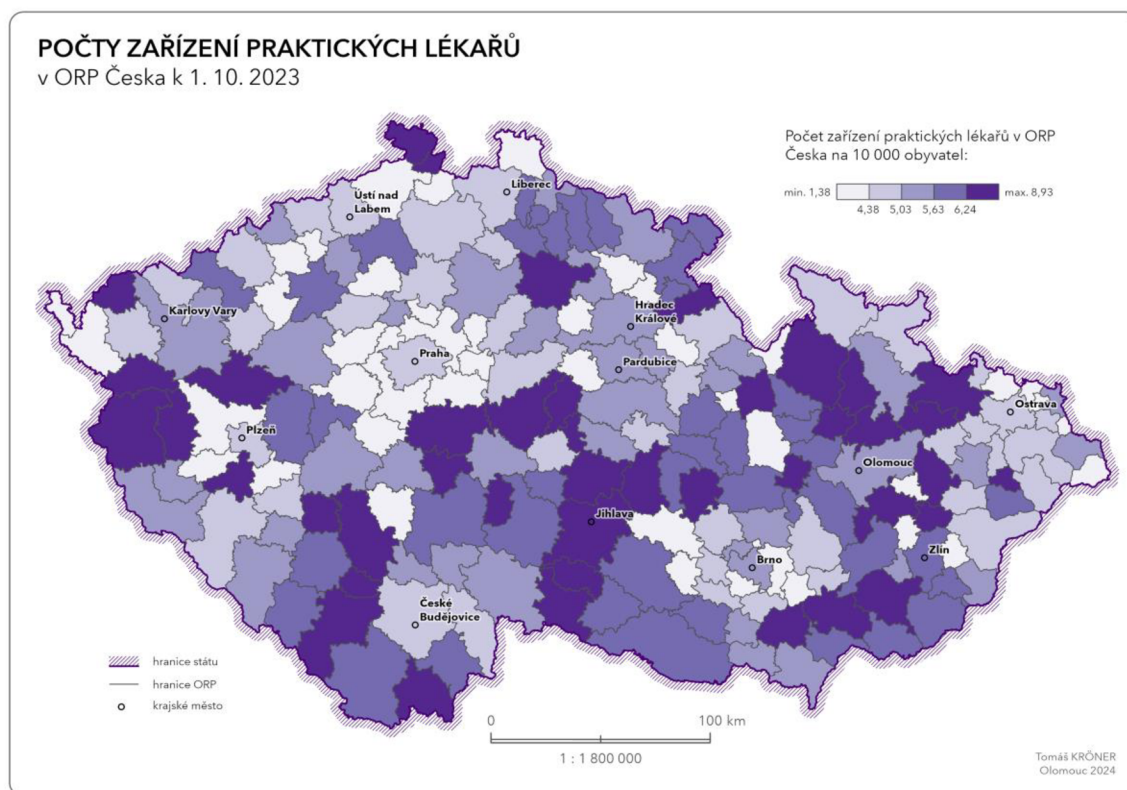 POČTY ZAŘÍZENÍ PRAKTICKÝCH LÉKAŘŮ
v ORP Česka k 1. 10. 2023
Počet zařízení praktických lékařů v ORP
Česka na 10 000 obyvatel:
min. 1,38
max. 8,93
4,38 5,03 5,63 6,24
Liberec
Ústí nad
Labem
Karlovy Vary
Hradec
Králové
Praha
Pardubice
Ostrava
Plzeň
Olomouc
Jihlava
Zlín
Brno
České
Budějovice
hranice státu
hranice ORP
krajské město
0 100 km
1 : 1 800 000
Tomáš KRÖNER
Olomouc 2024